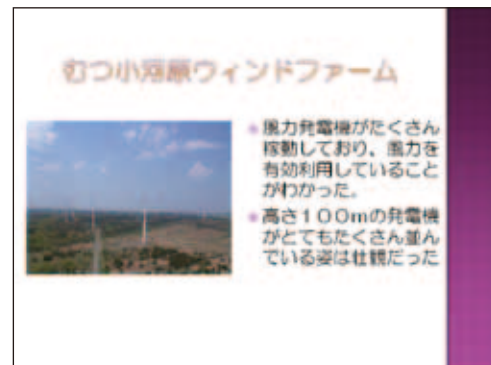 むつ小河原ウィンドファーム
風力発電機がたくさん
稼動しており、風力を
有効利用していること
がわかった。
高さ１００ｍの発電機
がとてもたくさん並ん
でいる姿は壮観だった